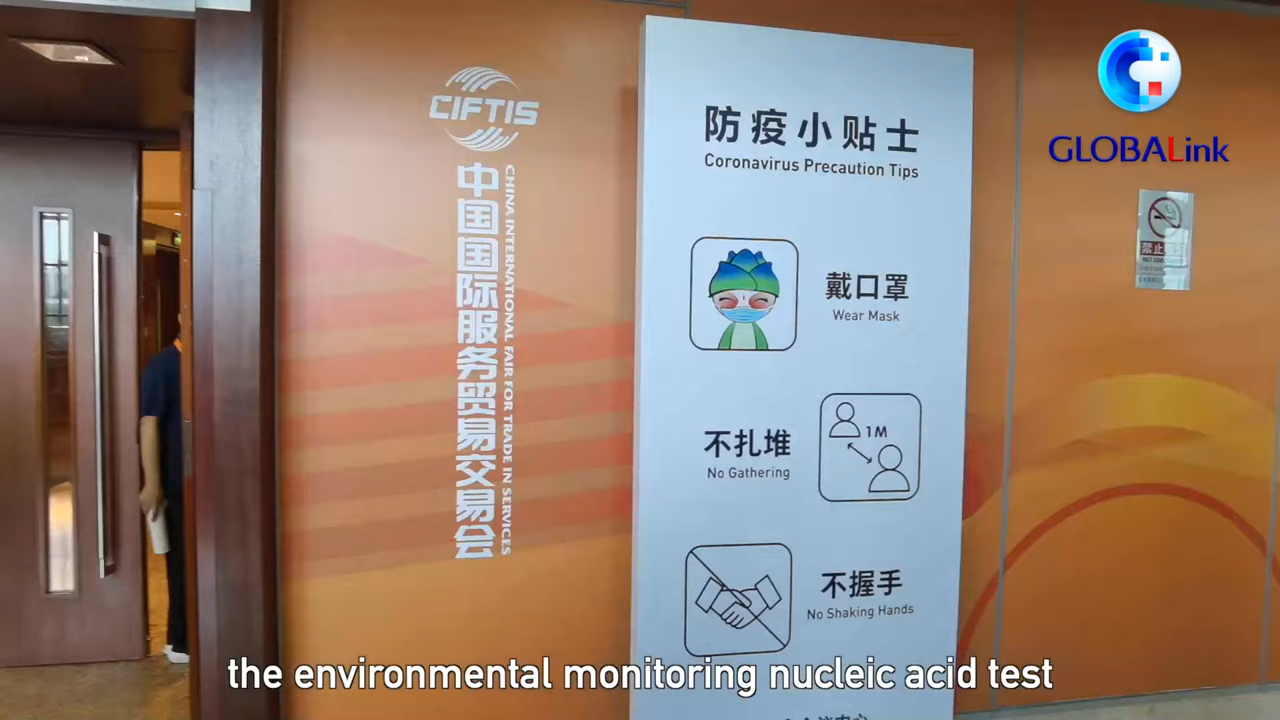 CIFTIS
中国国际服务贸易交易会
CHINA INTERNATIONAL FAIR FOR TRADE IN SERVICES
防疫小贴士
Coronavirus Precaution Tips
戴口罩
Wear Mask
不扎堆
No Gathering
1M
不握手
No Shaking Hands
GLOBALink
禁止
the environmental monitoring nucleic acid test